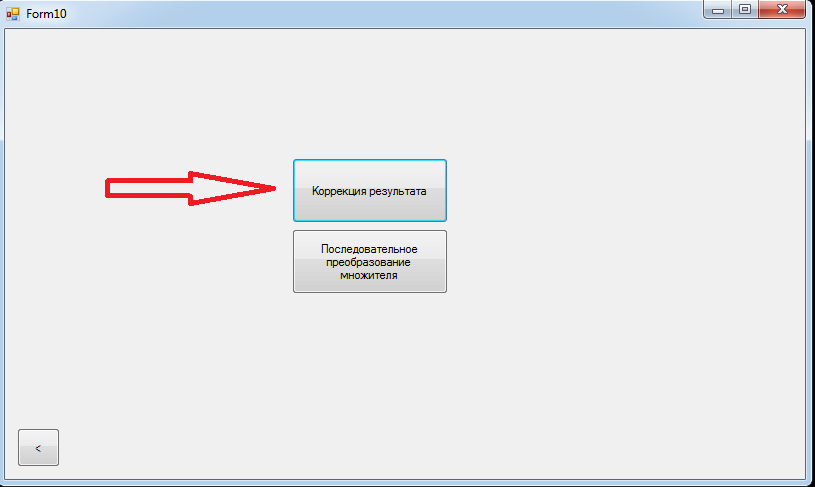 Form10
Коррекция результата
Последовательное
преобразование
множителя
<